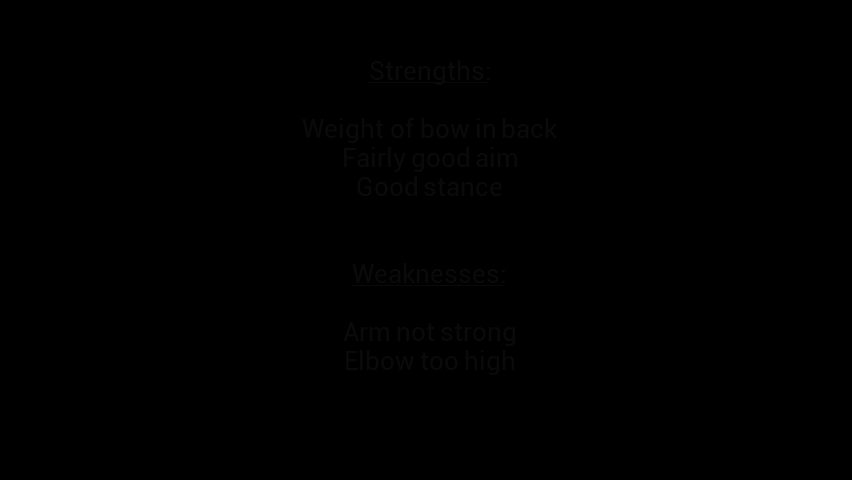 Strengths:
Weight of bow in back
Fairly good aim
Good stance
Weaknesses:
Arm not strong
Elbow too high